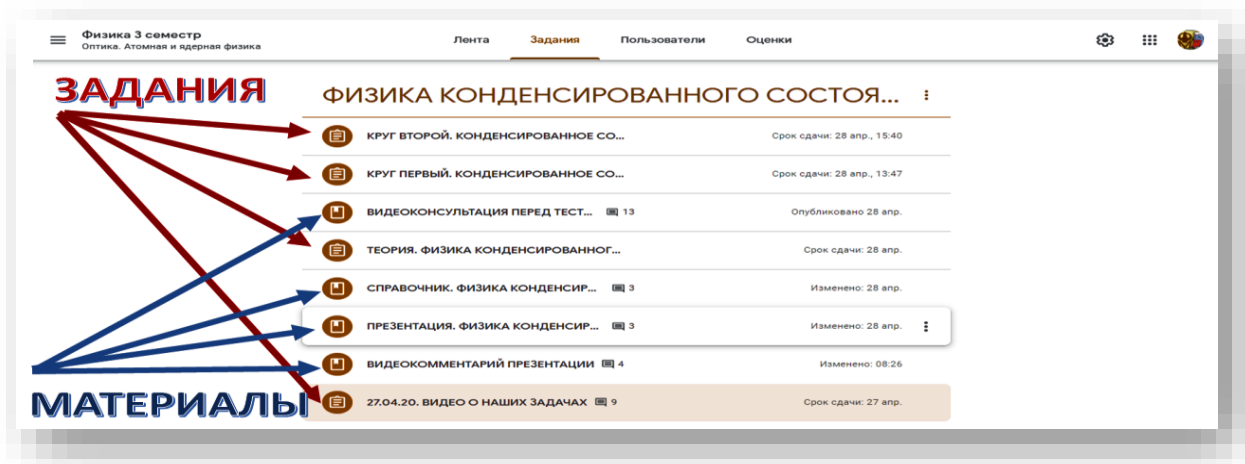 Физика 3 семестр
Оптика. Атомная и ядерная физика
Лента Задания Пользователи Оценки
ЗАДАНИЯ
ФИЗИКА КОНДЕНСИРОВАННОГО СОСТОЯ...
КРУГ ВТОРОЙ. КОНДЕНСИРОВАННОЕ СО... Срок сдачи: 28 апр., 15:40
КРУГ ПЕРВЫЙ. КОНДЕНСИРОВАННОЕ СО... Срок сдачи: 28 апр., 13:47
ВИДЕОКОНСУЛЬТАЦИЯ ПЕРЕД ТЕСТ... 13 Опубликовано 28 апр.
ТЕОРИЯ. ФИЗИКА КОНДЕНСИРОВАННОГ... Срок сдачи: 28 апр.
СПРАВОЧНИК. ФИЗИКА КОНДЕНСИР... 3 Изменено: 28 апр.
ПРЕЗЕНТАЦИЯ. ФИЗИКА КОНДЕНСИР... 3 Изменено: 28 апр.
ВИДЕОКОММЕНТАРИЙ ПРЕЗЕНТАЦИИ 4 Изменено: 08:26
МАТЕРИАЛЫ
27.04.20. ВИДЕО О НАШИХ ЗАДАЧАХ 9 Срок сдачи: 27 апр.